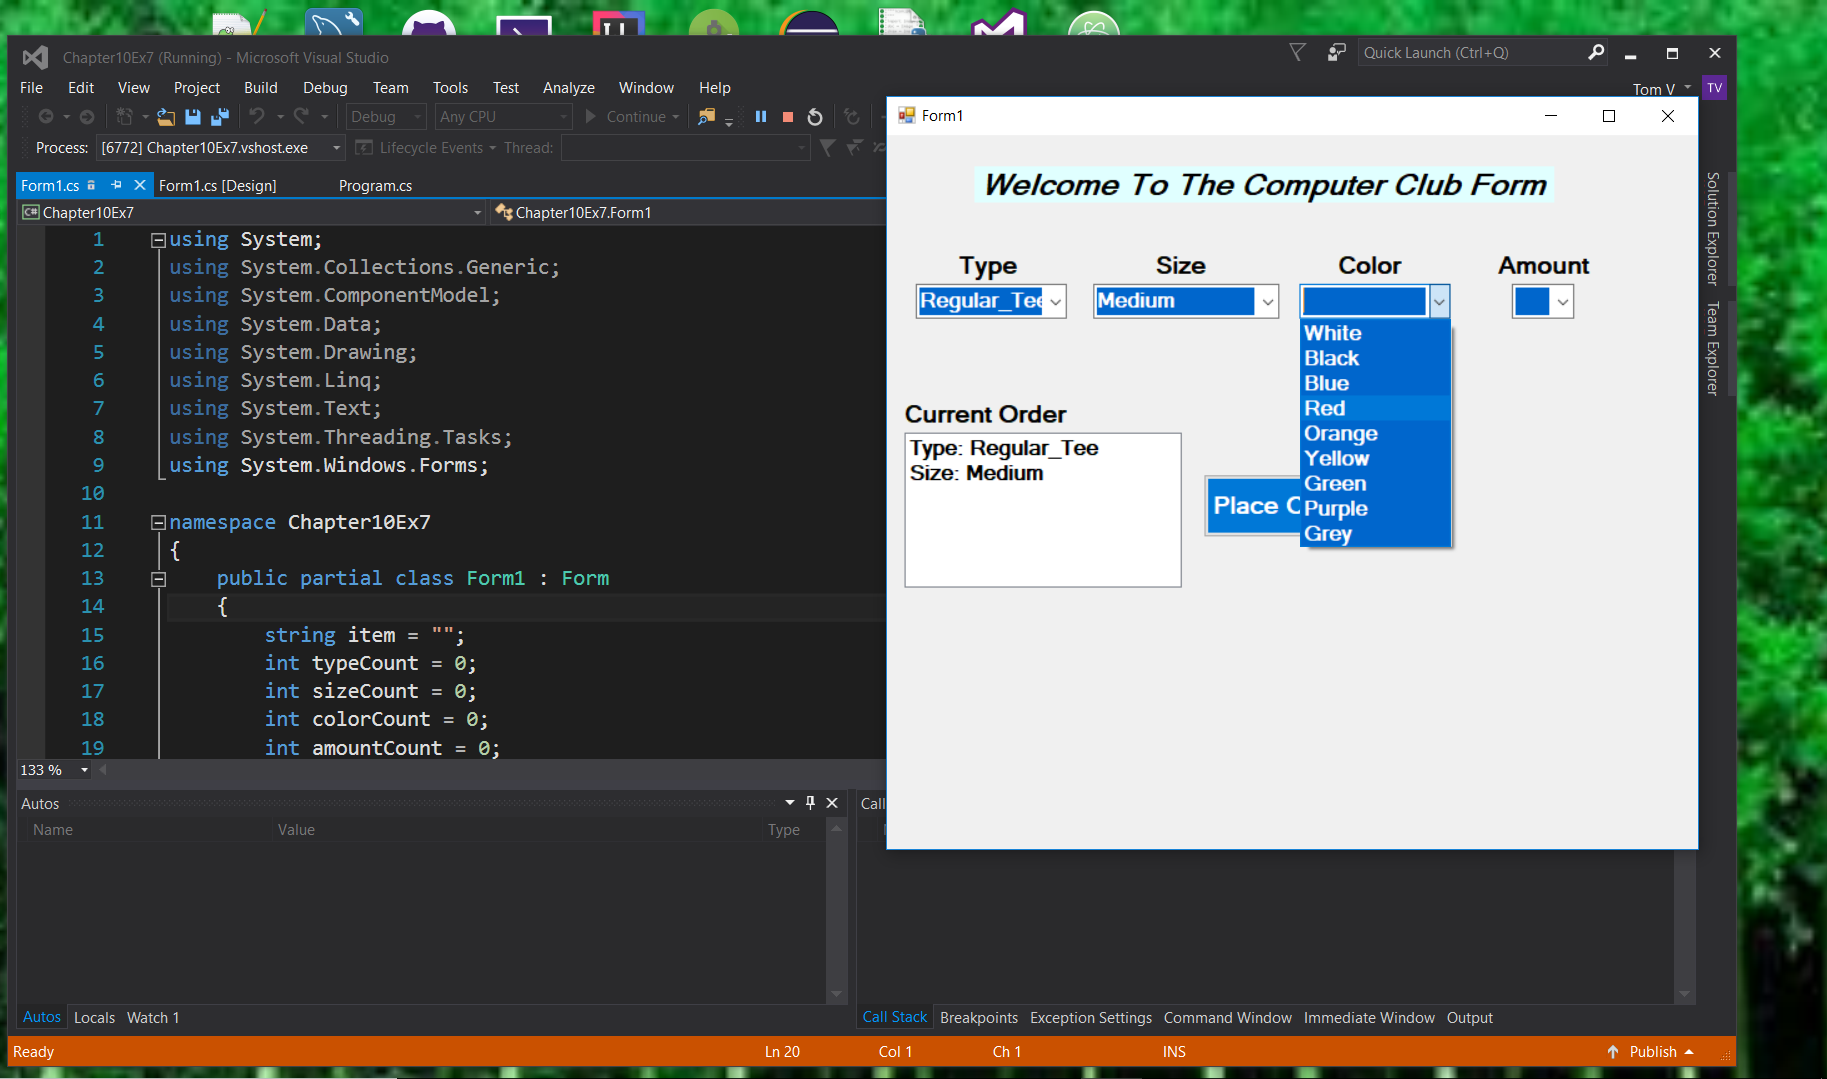 Chapter10Ex7 (Running) - Microsoft Visual Studio
Quick Launch (Ctrl+Q)
File Edit View Project Build Debug Team Tools Test Analyze Window Help
Tom V TV
Debug Any CPU Continue
Process: [6772] Chapter10Ex7.vshost.exe Lifecycle Events Thread:
Form1.cs Form1.cs [Design] Program.cs
Chapter10Ex7 Chapter10Ex7.Form1
1 using System;
2 using System.Collections.Generic;
3 using System.ComponentModel;
4 using System.Data;
5 using System.Drawing;
6 using System.Linq;
7 using System.Text;
8 using System.Threading.Tasks;
9 using System.Windows.Forms;
10
11 namespace Chapter10Ex7
12 {
13 public partial class Form1 : Form
14 {
15 string item = "";
16 int typeCount = 0;
17 int sizeCount = 0;
18 int colorCount = 0;
19 int amountCount = 0;
133 %
Form1
Welcome To The Computer Club Form
Type Size Color Amount
Regular_Tee Medium
White
Black
Blue
Red
Orange
Yellow
Green
Purple
Grey
Current Order
Type: Regular_Tee
Size: Medium
Place
Solution Explorer
Team Explorer
Autos
Name Value Type
Autos Locals Watch 1
Call Stack Breakpoints Exception Settings Command Window Immediate Window Output
Ready Ln 20 Col 1 Ch 1 INS Publish